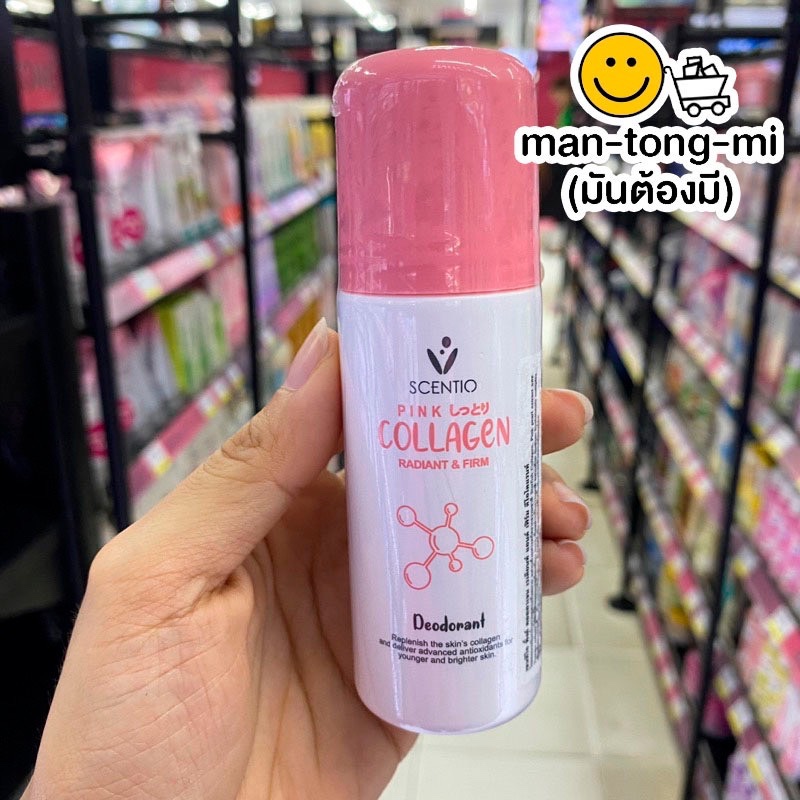 man-tong-mi
(มันต้องมี)
SCENTIO
PINK しっとり
COLLAGEN
RADIANT & FIRM
Deodorant
Replenish the skin's collagen
and deliver advanced antioxidants for
younger and brighter skin.